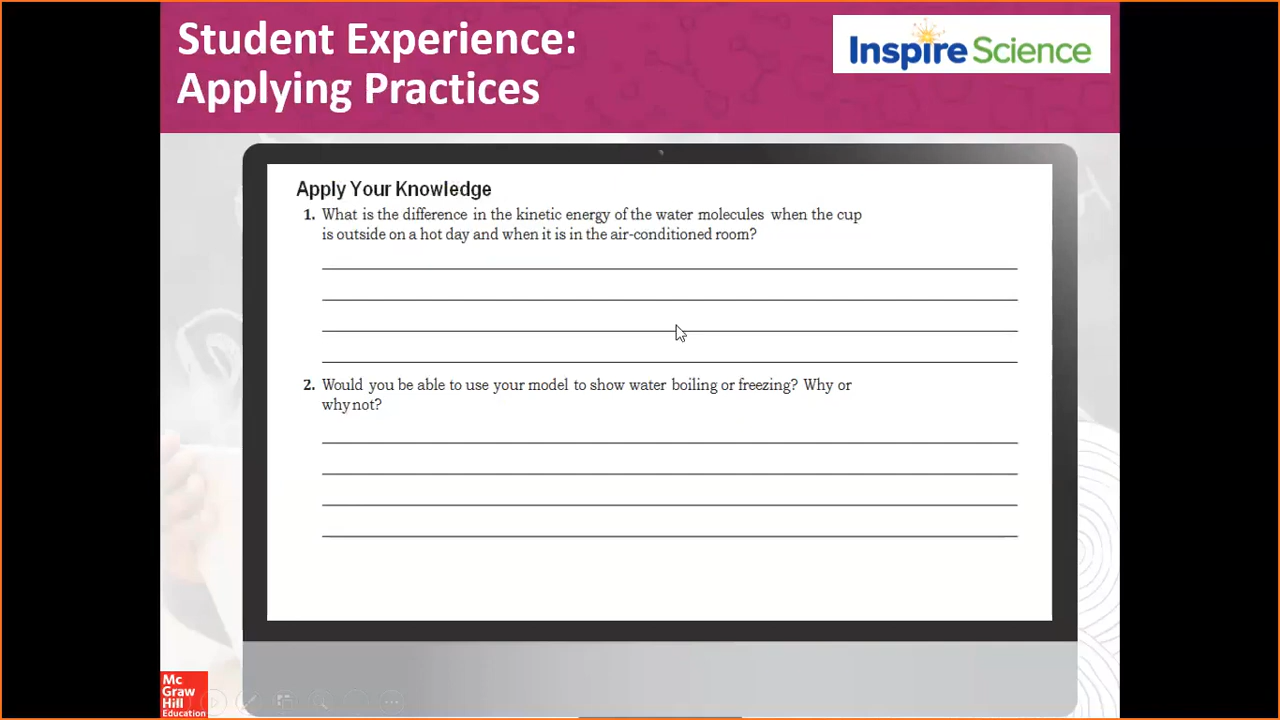 Student Experience:
Applying Practices
Inspire Science
Apply Your Knowledge
1. What is the difference in the kinetic energy of the water molecules when the cup
is outside on a hot day and when it is in the air-conditioned room?
2. Would you be able to use your model to show water boiling or freezing? Why or
why not?
Mc
Graw
Hill
Education